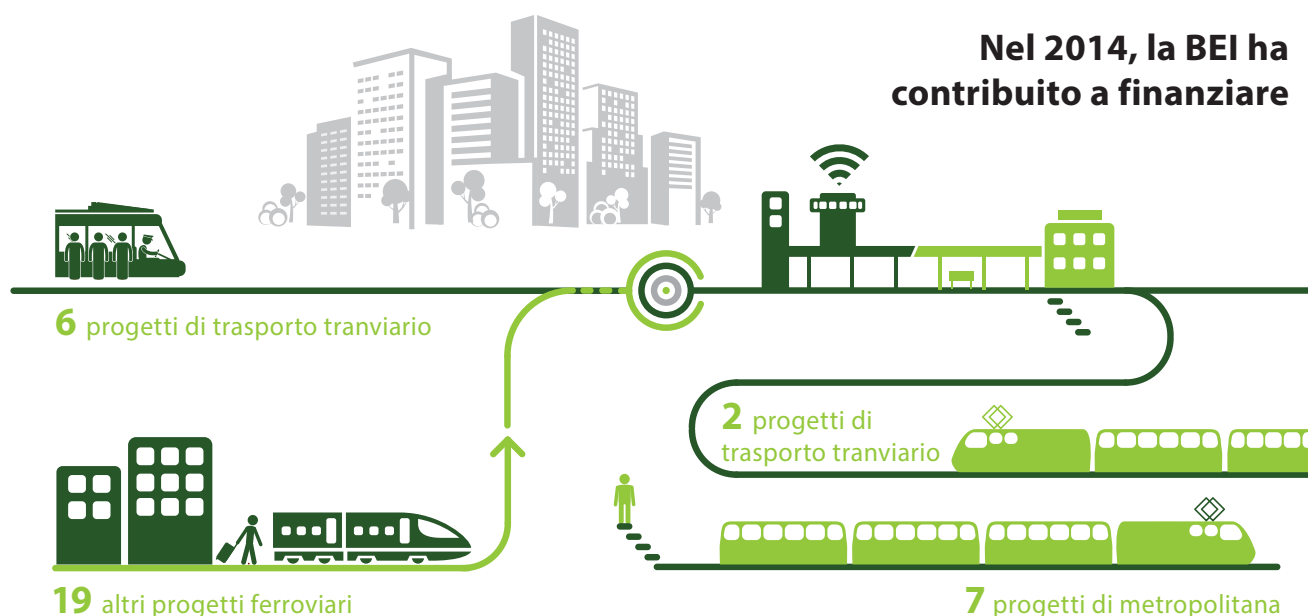 Nel 2014, la BEI ha
contribuito a finanziare
6 progetti di trasporto tranviario
2 progetti di
trasporto tranviario
19 altri progetti ferroviari
7 progetti di metropolitana